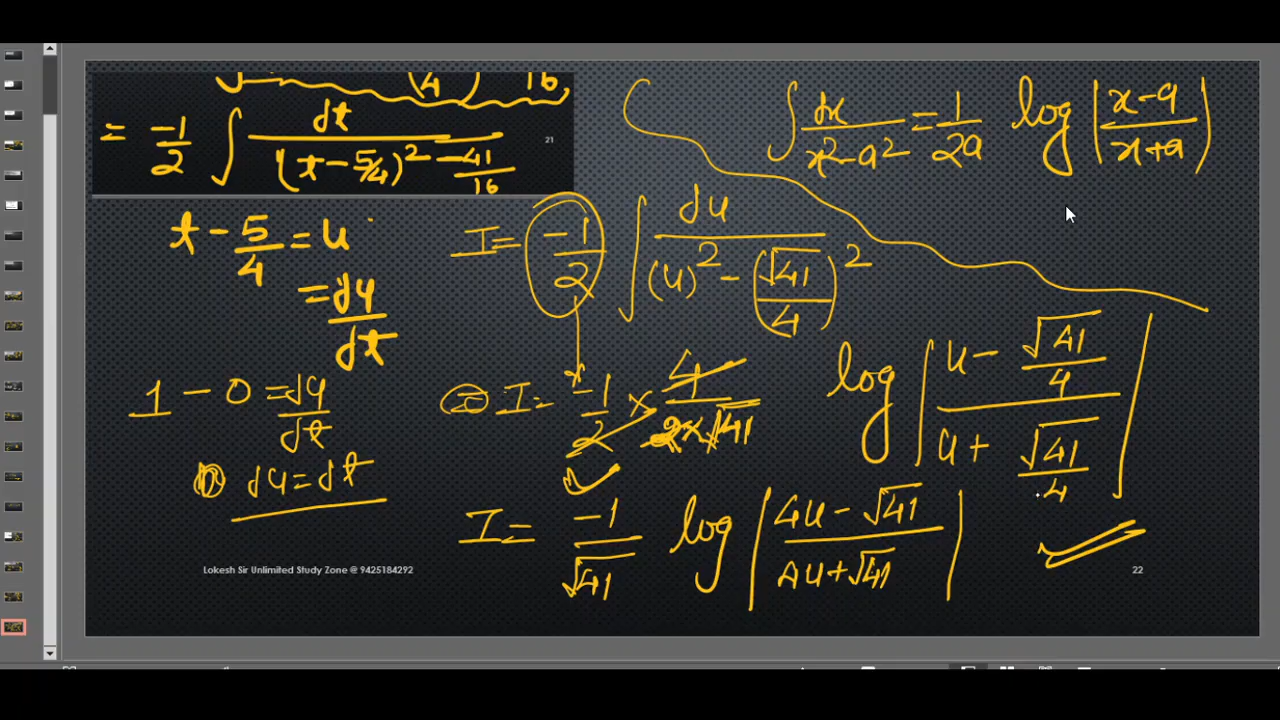 (4) 16,
= -1/2 ∫ dt/((t - 5/4)² - 41/16)
21
∫ dx/(x² - a²) = 1/2a log |(x - a)/(x + a)|
t - 5/4 = u
= du/dt
I = -1/2 ∫ du/((u)² - (√41/4)²)
1 - 0 = du/dt
du = dt
I = -1/2 × 4/(2×√41) log |(u - √41/4)/(u + √41/4)|
I = -1/√41 log |(4u - √41)/(4u + √41)|
Lokesh Sir Unlimited Study Zone @ 9425184292
22